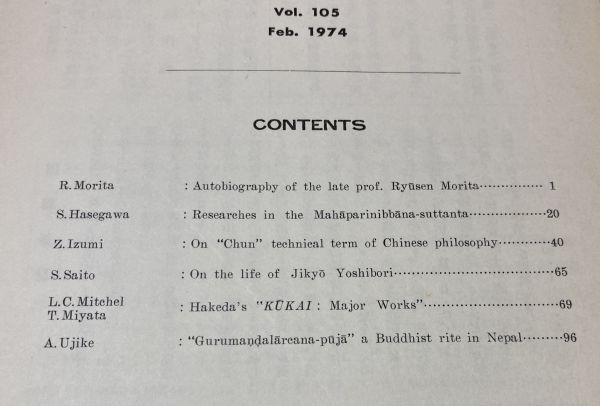 Vol. 105
Feb. 1974
CONTENTS
R. Morita : Autobiography of the late prof. Ryūsen Morita............... 1
S. Hasegawa : Researches in the Mahāparinibbāna-suttanta..................20
Z. Izumi : On "Chun" technical term of Chinese philosophy............40
S. Saito : On the life of Jikyō Yoshibori....................................65
L. C. Mitchel
T. Miyata : Hakeda's "KŪKAI : Major Works"..............................69
A. Ujike : "Gurumaṇḍalārcana-pūjā" a Buddhist rite in Nepal.........96